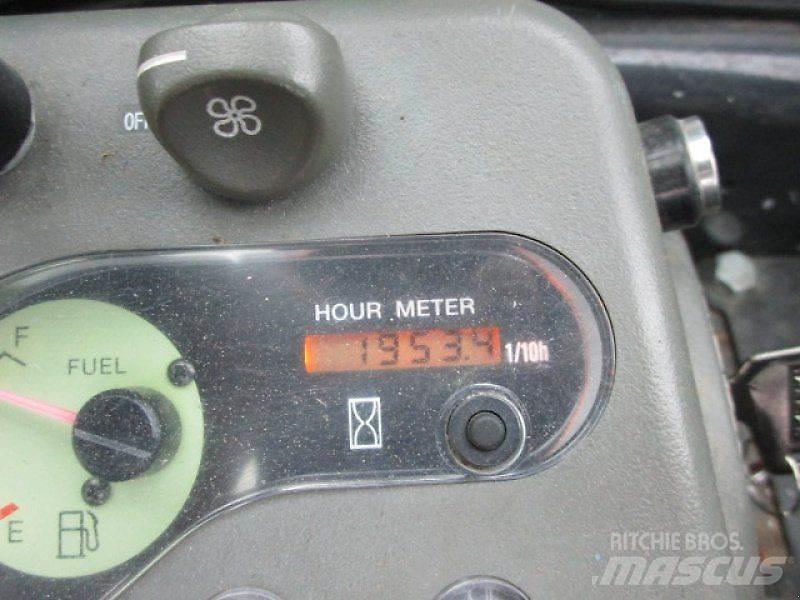 OFF
HOUR METER
1953.4 1/10h
F
FUEL
E
RITCHIE BROS.
MASCUS